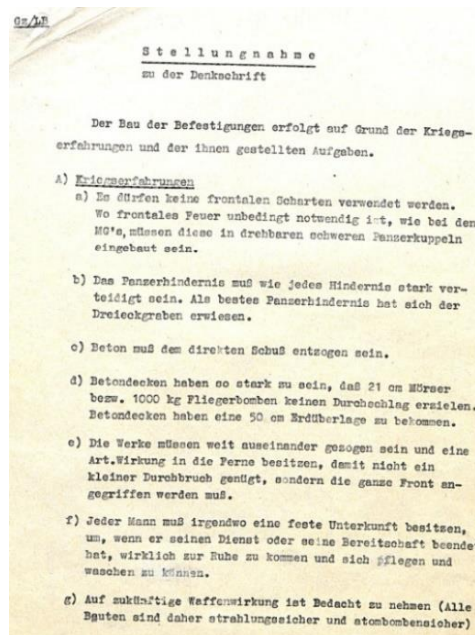 Gm/LB
Stellungnahme
zu der Denkschrift
Der Bau der Befestigungen erfolgt auf Grund der Kriegs-
erfahrungen und der ihnen gestellten Aufgaben.
A) Kriegserfahrungen
a) Es dürfen keine frontalen Scharten verwendet werden.
Wo frontales Feuer unbedingt notwendig ist, wie bei den
MG's, müssen diese in drehbaren schweren Panzerkuppeln
eingebaut sein.
b) Das Panzerhindernis muß wie jedes Hindernis stark ver-
teidigt sein. Als bestes Panzerhindernis hat sich der
Dreieckgraben erwiesen.
c) Beton muß dem direkten Schuß entzogen sein.
d) Betondecken haben so stark zu sein, daß 21 cm Mörser
bezw. 1000 kg Fliegerbomben keinen Durchschlag erzielen.
Betondecken haben eine 50 cm Erdüberlage zu bekommen.
e) Die Werke müssen weit auseinander gezogen sein und eine
Art.Wirkung in die Ferne besitzen, damit nicht ein
kleiner Durchbruch genügt, sondern die ganze Front an-
gegriffen werden muß.
f) Jeder Mann muß irgendwo eine feste Unterkunft besitzen,
um, wenn er seinen Dienst oder seine Bereitschaft beendet
hat, wirklich zur Ruhe zu kommen und sich pflegen und
waschen zu können.
g) Auf zukünftige Waffenwirkung ist Bedacht zu nehmen (Alle
Bauten sind daher strahlungssicher und atombombensicher)